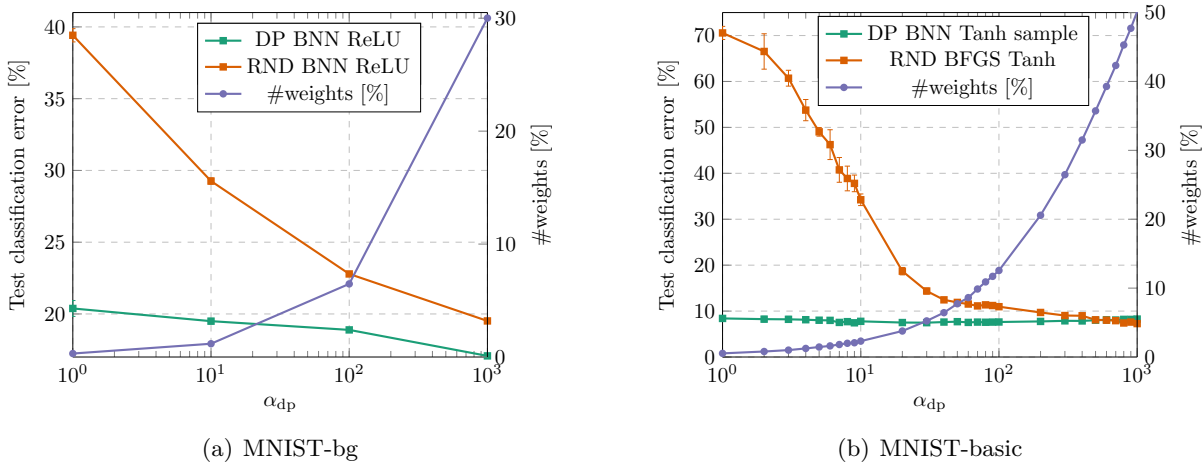 DP BNN ReLU
RND BNN ReLU
#weights [%]
Test classification error [%]
40
35
30
25
20
30
20
10
0
#weights [%]
10^0 10^1 10^2 10^3
α_dp
(a) MNIST-bg
DP BNN Tanh sample
RND BFGS Tanh
#weights [%]
Test classification error [%]
70
60
50
40
30
20
10
0
50
40
30
20
10
0
#weights [%]
10^0 10^1 10^2 10^3
α_dp
(b) MNIST-basic